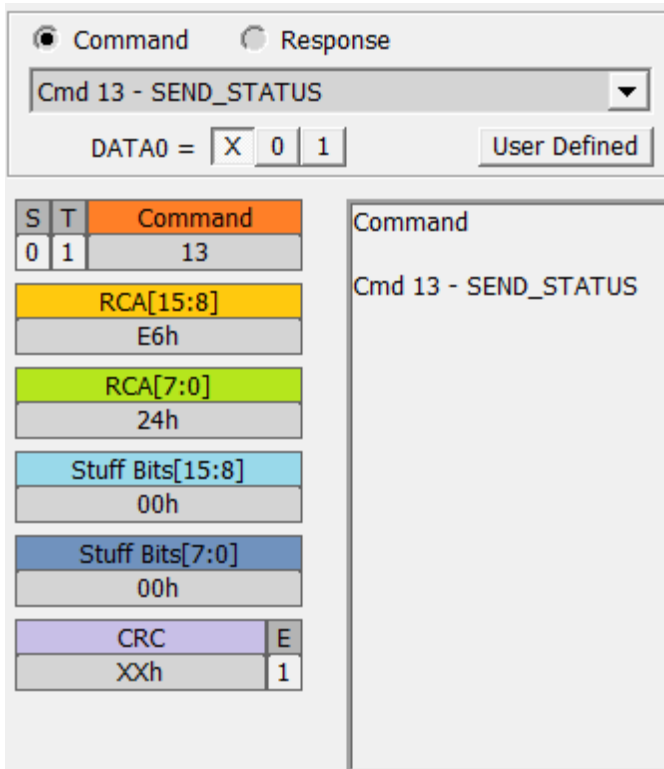 Command Response
Cmd 13 - SEND_STATUS
DATA0 = X 0 1 User Defined
S T Command
0 1 13
RCA[15:8]
E6h
RCA[7:0]
24h
Stuff Bits[15:8]
00h
Stuff Bits[7:0]
00h
CRC E
XXh 1
Command
Cmd 13 - SEND_STATUS